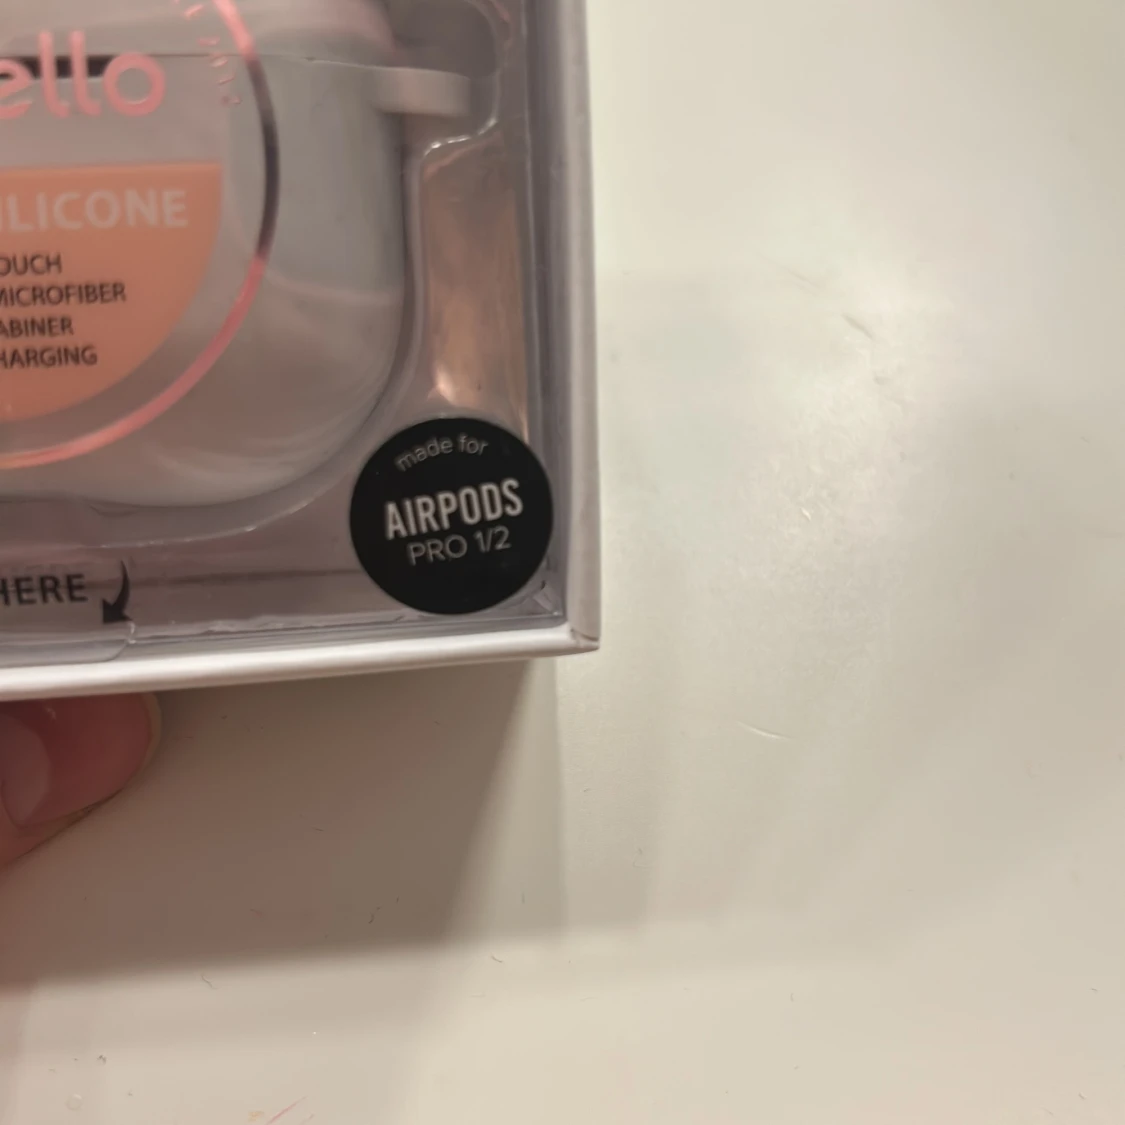 ello
ILICONE
OUCH
MICROFIBER
ABINER
HARGING
made for
AIRPODS
PRO 1/2
HERE